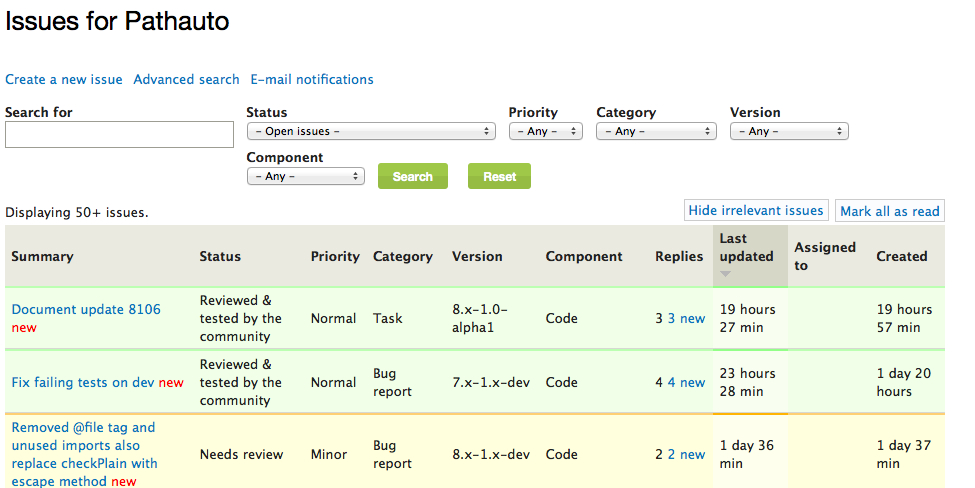 Issues for Pathauto
Create a new issue Advanced search E-mail notifications
Search for Status Priority Category Version
- Open issues - - Any - - Any - - Any -
Component
- Any - Search Reset
Displaying 50+ issues. Hide irrelevant issues Mark all as read
Summary Status Priority Category Version Component Replies Last updated Assigned to Created
Document update 8106 new Reviewed & tested by the community Normal Task 8.x-1.0-alpha1 Code 3 3 new 19 hours 27 min 19 hours 57 min
Fix failing tests on dev new Reviewed & tested by the community Normal Bug report 7.x-1.x-dev Code 4 4 new 23 hours 28 min 1 day 20 hours
Removed @file tag and unused imports also replace checkPlain with escape method new Needs review Minor Bug report 8.x-1.x-dev Code 2 2 new 1 day 36 min 1 day 37 min